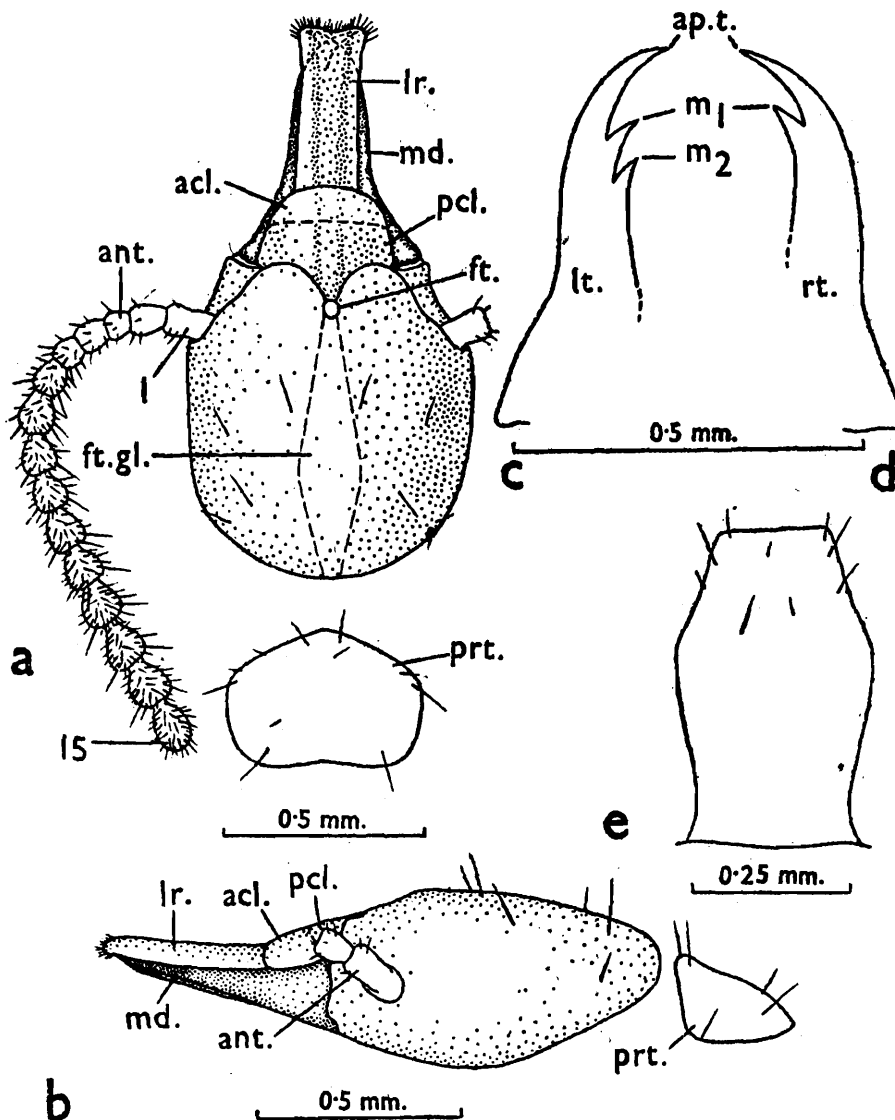 ap.t.
lr.
m1
md.
m2
acl.
pcl.
ant.
ft.
lt.
rt.
1
0·5 mm.
ft.gl.
c
d
a
prt.
15
0·5 mm.
e
pcl.
acl.
lr.
0·25 mm.
md.
ant.
prt.
b
0·5 mm.